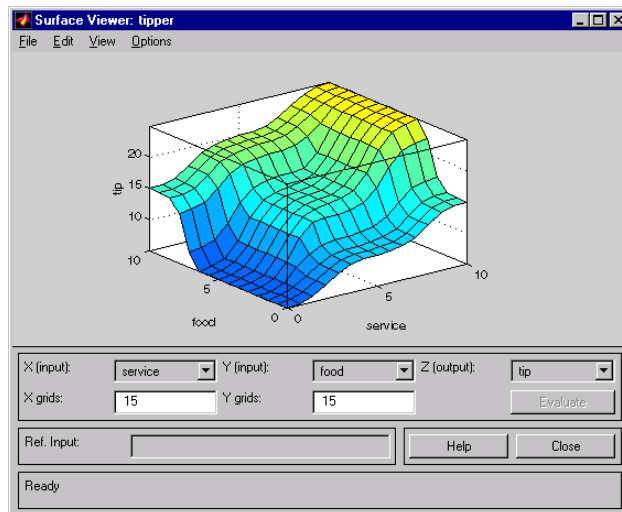 Surface Viewer: tipper
File Edit View Options
20
15
10
tip
10
5
0
food
0
5
10
service
X (input): service Y (input): food Z (output): tip
X grids: 15 Y grids: 15 Evaluate
Ref. Input: Help Close
Ready